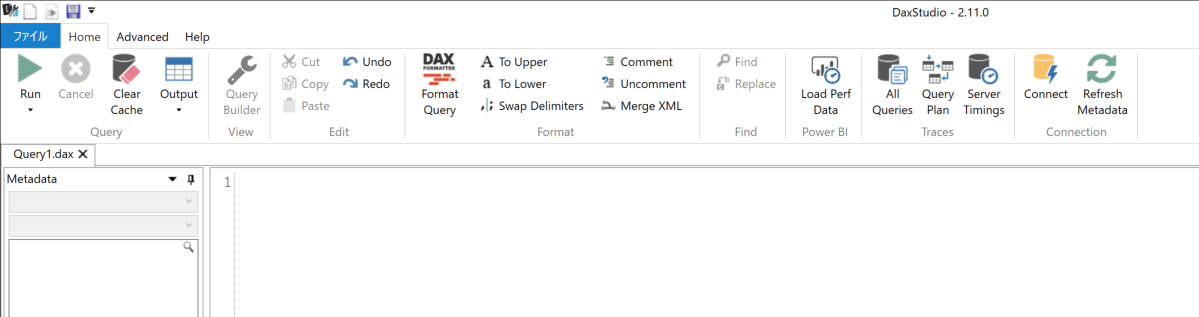 DaxStudio - 2.11.0
ファイル Home Advanced Help
Run Cancel Clear Cache Output
Query
Query Builder
View
Cut Undo
Copy Redo
Paste
Edit
DAX FORMATTER
Format Query
A To Upper Comment
a To Lower Uncomment
Swap Delimiters Merge XML
Format
Find
Replace
Find
Load Perf Data
Power BI
All Queries Query Plan Server Timings
Traces
Connect Refresh Metadata
Connection
Query1.dax
Metadata
1